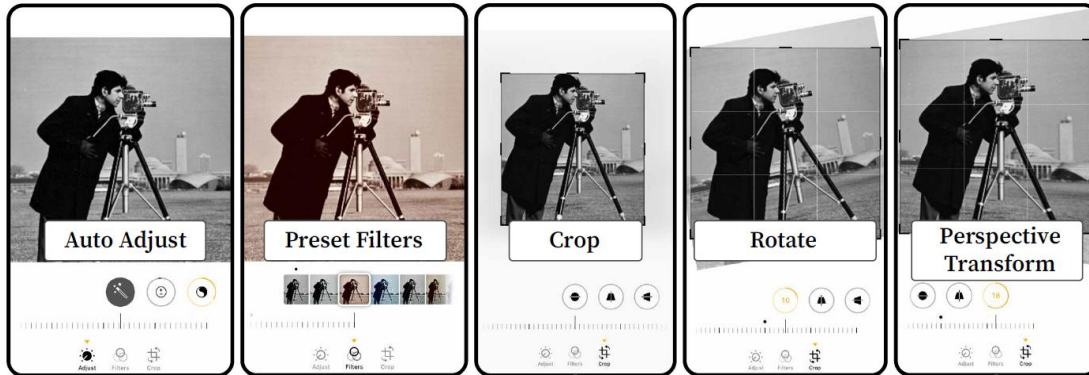 Auto Adjust
Preset Filters
Crop
Rotate
Perspective
Transform
10
16
Adjust Filters Crop
Adjust Filters Crop
Adjust Filters Crop
Adjust Filters Crop
Adjust Filters Crop